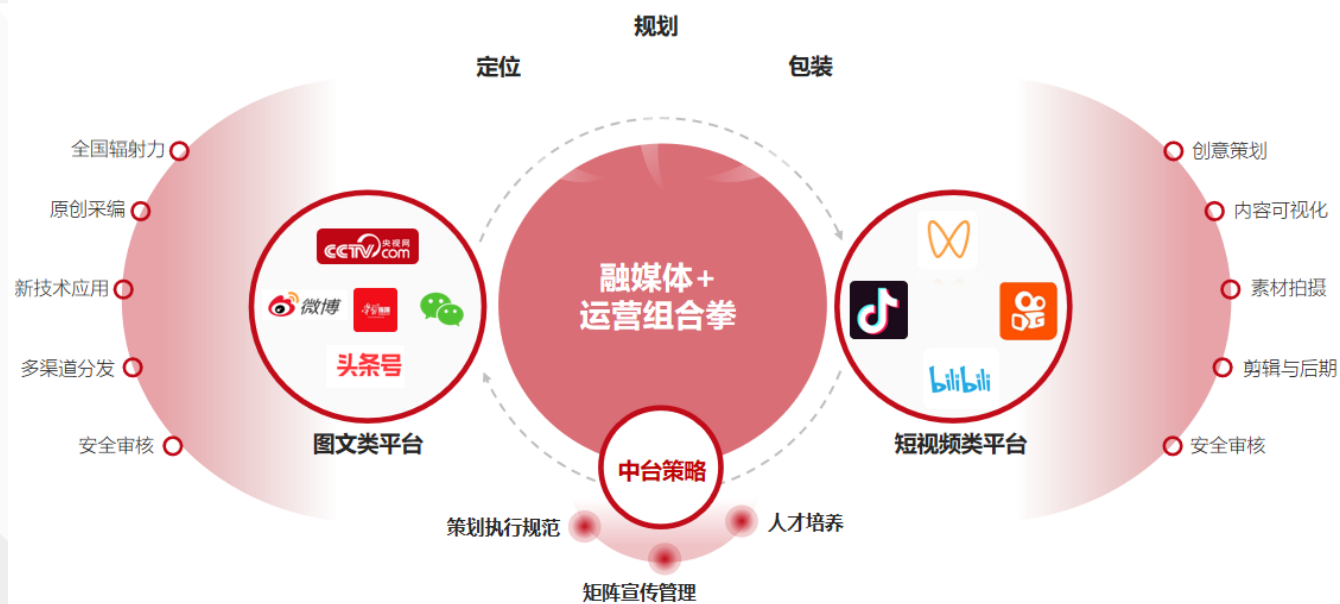 规划
定位
包装
全国辐射力
原创采编
新技术应用
多渠道分发
安全审核
CCTV 央视网
com
微博
头条号
图文类平台
融媒体+
运营组合拳
中台策略
策划执行规范
矩阵宣传管理
人才培养
bilibili
短视频类平台
创意策划
内容可视化
素材拍摄
剪辑与后期
安全审核